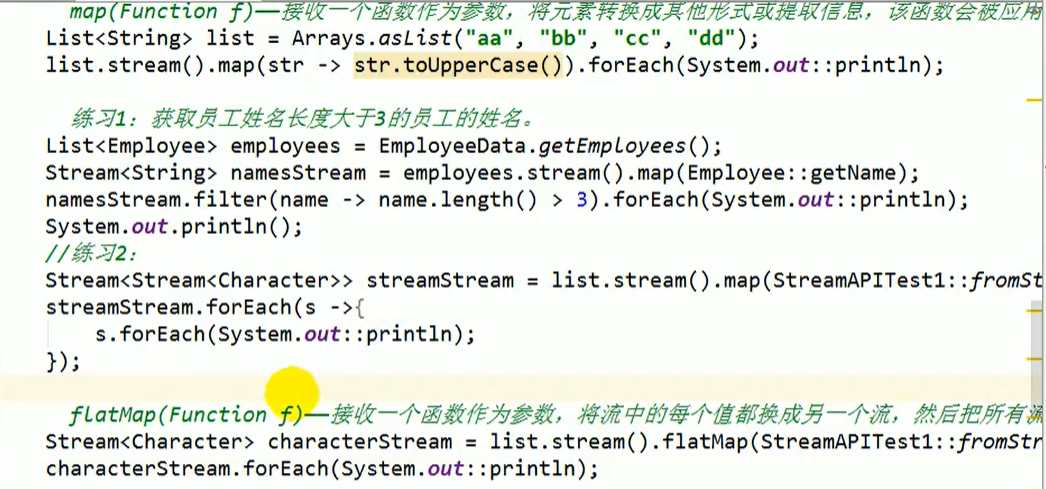 map(Function f)——接收一个函数作为参数，将元素转换成其他形式或提取信息，该函数会被应用
List<String> list = Arrays.asList("aa", "bb", "cc", "dd");
list.stream().map(str -> str.toUpperCase()).forEach(System.out::println);
练习1：获取员工姓名长度大于3的员工的姓名。
List<Employee> employees = EmployeeData.getEmployees();
Stream<String> namesStream = employees.stream().map(Employee::getName);
namesStream.filter(name -> name.length() > 3).forEach(System.out::println);
System.out.println();
//练习2：
Stream<Stream<Character>> streamStream = list.stream().map(StreamAPITest1::fromSt
streamStream.forEach(s ->{
s.forEach(System.out::println);
});
flatMap(Function f)——接收一个函数作为参数，将流中的每个值都换成另一个流，然后把所有流
Stream<Character> characterStream = list.stream().flatMap(StreamAPITest1::fromStr
characterStream.forEach(System.out::println);